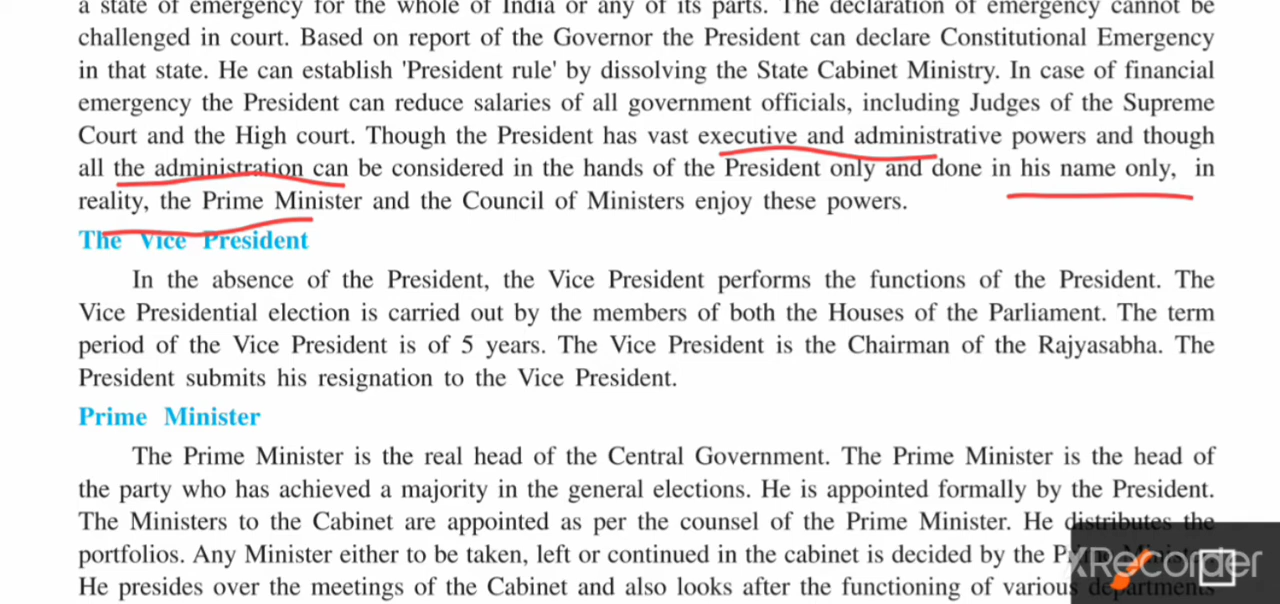 a state of emergency for the whole of India or any of its parts. The declaration of emergency cannot be
challenged in court. Based on report of the Governor the President can declare Constitutional Emergency
in that state. He can establish 'President rule' by dissolving the State Cabinet Ministry. In case of financial
emergency the President can reduce salaries of all government officials, including Judges of the Supreme
Court and the High court. Though the President has vast executive and administrative powers and though
all the administration can be considered in the hands of the President only and done in his name only, in
reality, the Prime Minister and the Council of Ministers enjoy these powers.
The Vice President
In the absence of the President, the Vice President performs the functions of the President. The
Vice Presidential election is carried out by the members of both the Houses of the Parliament. The term
period of the Vice President is of 5 years. The Vice President is the Chairman of the Rajyasabha. The
President submits his resignation to the Vice President.
Prime Minister
The Prime Minister is the real head of the Central Government. The Prime Minister is the head of
the party who has achieved a majority in the general elections. He is appointed formally by the President.
The Ministers to the Cabinet are appointed as per the counsel of the Prime Minister. He distributes the
portfolios. Any Minister either to be taken, left or continued in the cabinet is decided by the Prime Minister.
He presides over the meetings of the Cabinet and also looks after the functioning of various departments
XRecorder